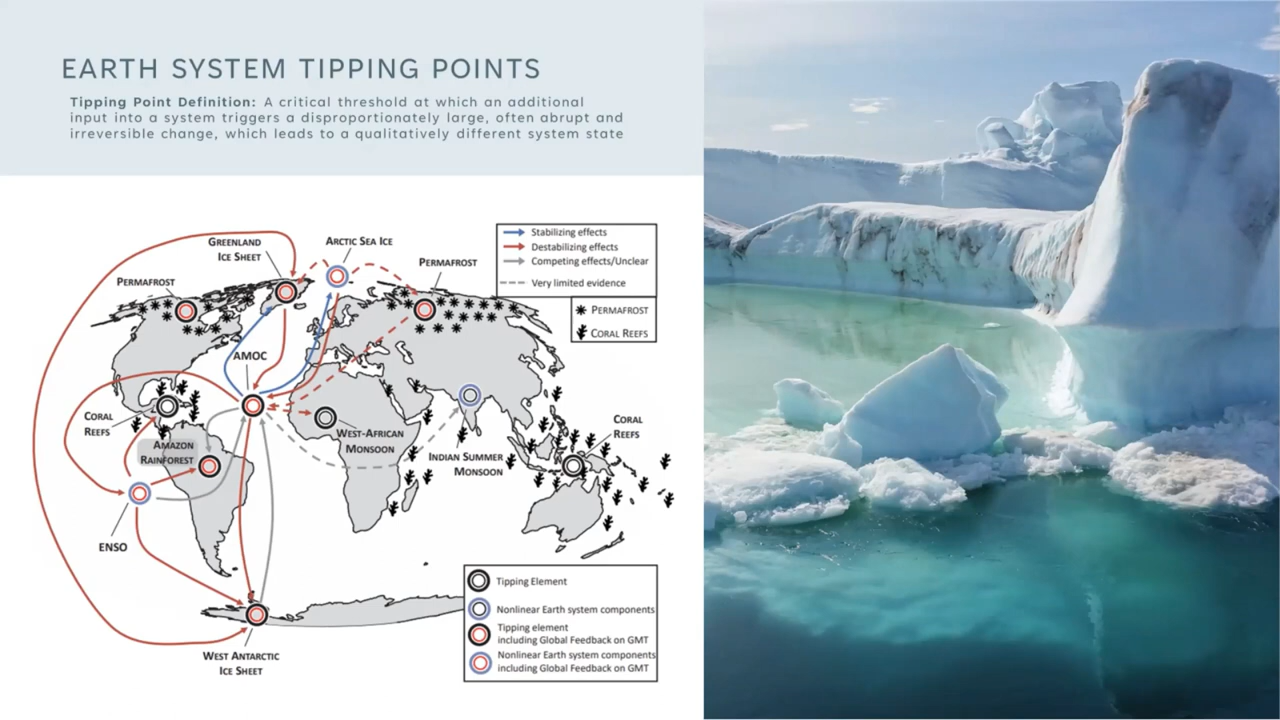 EARTH SYSTEM TIPPING POINTS
Tipping Point Definition: A critical threshold at which an additional
input into a system triggers a disproportionately large, often abrupt and
irreversible change, which leads to a qualitatively different system state
Stabilizing effects
Destabilizing effects
Competing effects/Unclear
Very limited evidence
PERMAFROST
CORAL REEFS
GREENLAND
ICE SHEET
ARCTIC SEA ICE
PERMAFROST
PERMAFROST
AMOC
CORAL
REEFS
AMAZON
RAINFOREST
WEST-AFRICAN
MONSOON
INDIAN SUMMER
MONSOON
CORAL
REEFS
ENSO
WEST ANTARCTIC
ICE SHEET
Tipping Element
Nonlinear Earth system components
Tipping element
including Global Feedback on GMT
Nonlinear Earth system components
including Global Feedback on GMT